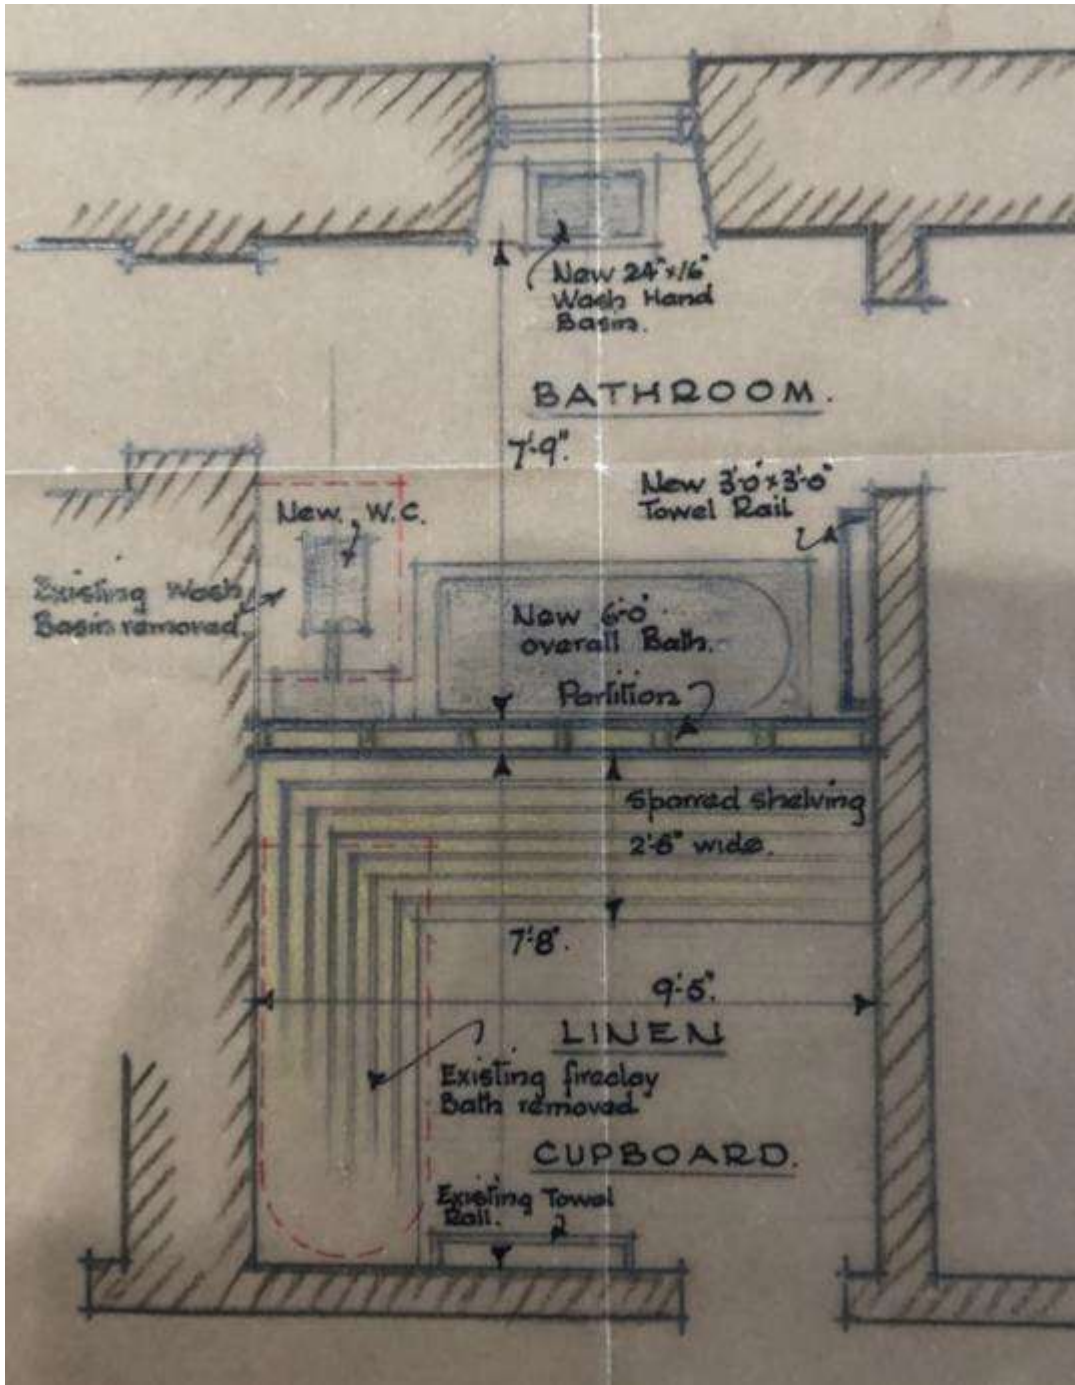 New 24"×16"
Wash Hand
Basin.
BATHROOM.
7'-9".
New 3'-0"×3'-0"
Towel Rail
New W.C.
Existing Wash
Basin removed.
New 6'-0"
overall Bath.
Partition
Sparred shelving
2'-6" wide.
7'-8".
9'-5".
LINEN
Existing fireclay
Bath removed
CUPBOARD.
Existing Towel
Rail.